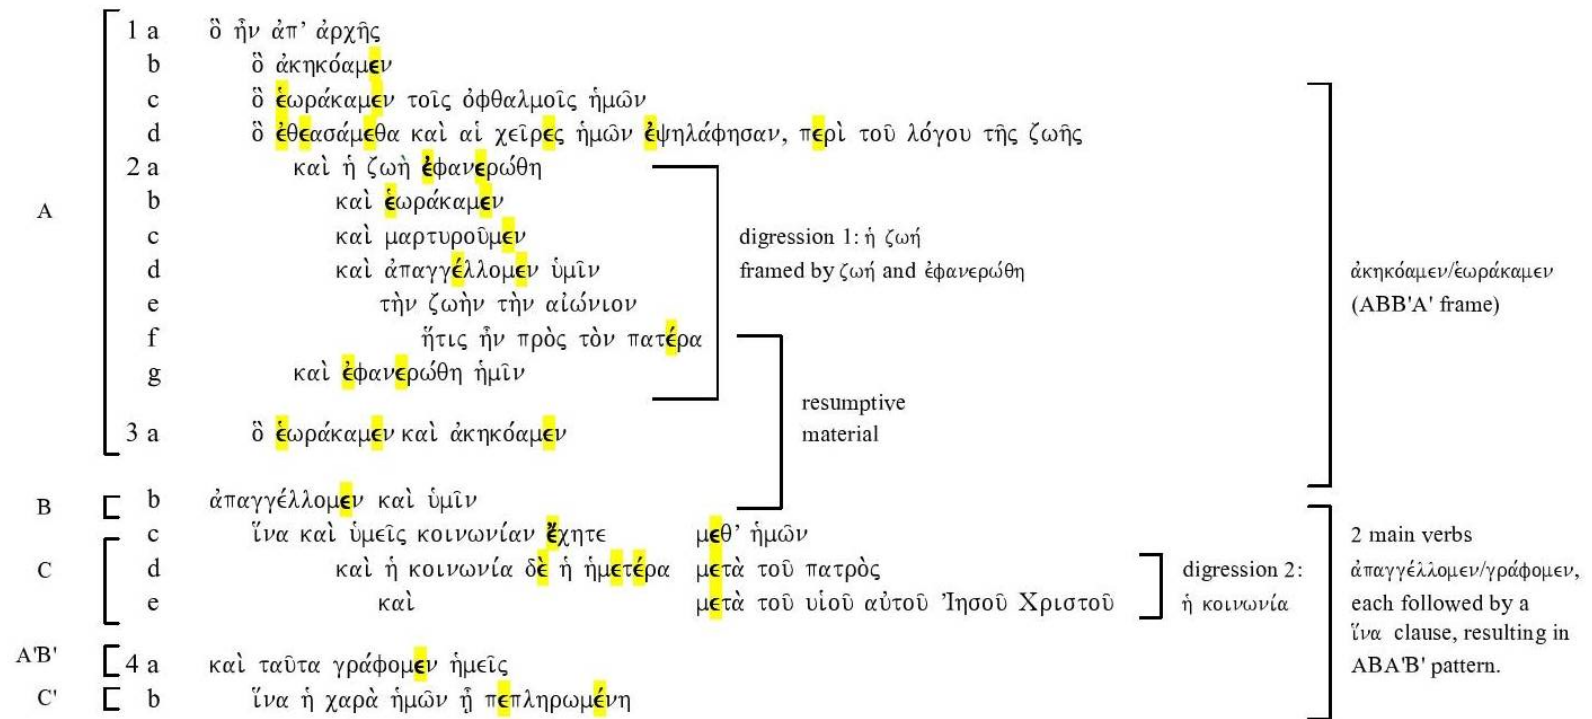 1 a ὃ ἦν ἀπ’ ἀρχῆς
b ὃ ἀκηκόαμεν
c ὃ ἑωράκαμεν τοῖς ὀφθαλμοῖς ἡμῶν
d ὃ ἐθεασάμεθα καὶ αἱ χεῖρες ἡμῶν ἐψηλάφησαν, περὶ τοῦ λόγου τῆς ζωῆς
2 a καὶ ἡ ζωὴ ἐφανερώθη
b καὶ ἑωράκαμεν
A
c καὶ μαρτυροῦμεν
d καὶ ἀπαγγέλλομεν ὑμῖν
e τὴν ζωὴν τὴν αἰώνιον
f ἥτις ἦν πρὸς τὸν πατέρα
g καὶ ἐφανερώθη ἡμῖν
digression 1: ἡ ζωή
framed by ζωή and ἐφανερώθη
ἀκηκόαμεν/ἑωράκαμεν
(ABB'A' frame)
resumptive
material
3 a ὃ ἑωράκαμεν καὶ ἀκηκόαμεν
B b ἀπαγγέλλομεν καὶ ὑμῖν
c ἵνα καὶ ὑμεῖς κοινωνίαν ἔχητε μεθ’ ἡμῶν
C d καὶ ἡ κοινωνία δὲ ἡ ἡμετέρα μετὰ τοῦ πατρὸς
e καὶ μετὰ τοῦ υἱοῦ αὐτοῦ Ἰησοῦ Χριστοῦ
digression 2:
ἡ κοινωνία
A'B' 4 a καὶ ταῦτα γράφομεν ἡμεῖς
C' b ἵνα ἡ χαρὰ ἡμῶν ᾖ πεπληρωμένη
2 main verbs
ἀπαγγέλλομεν/γράφομεν,
each followed by a
ἵνα clause, resulting in
ABA'B' pattern.